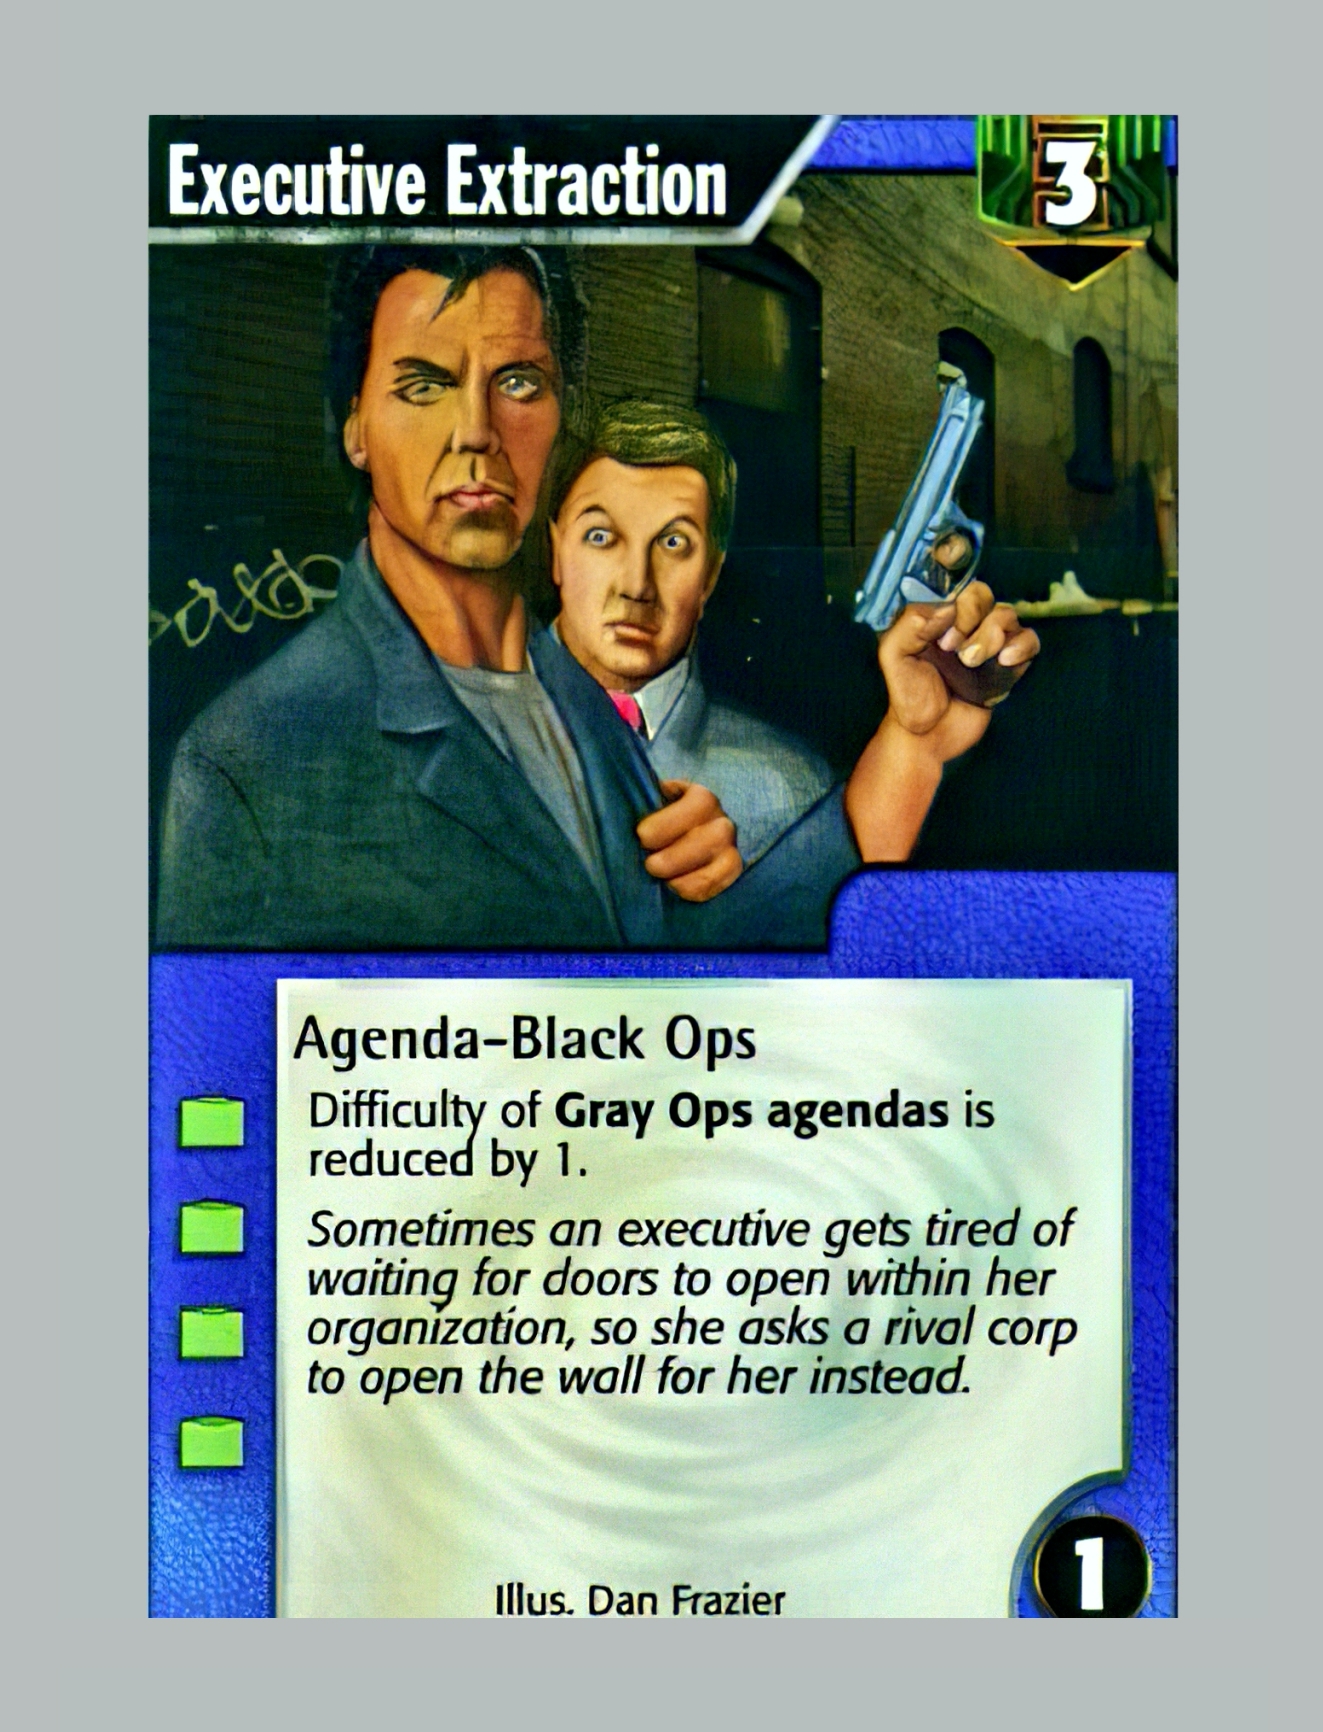 Executive Extraction
3
Agenda–Black Ops
Difficulty of Gray Ops agendas is
reduced by 1.
Sometimes an executive gets tired of
waiting for doors to open within her
organization, so she asks a rival corp
to open the wall for her instead.
1
Illus. Dan Frazier